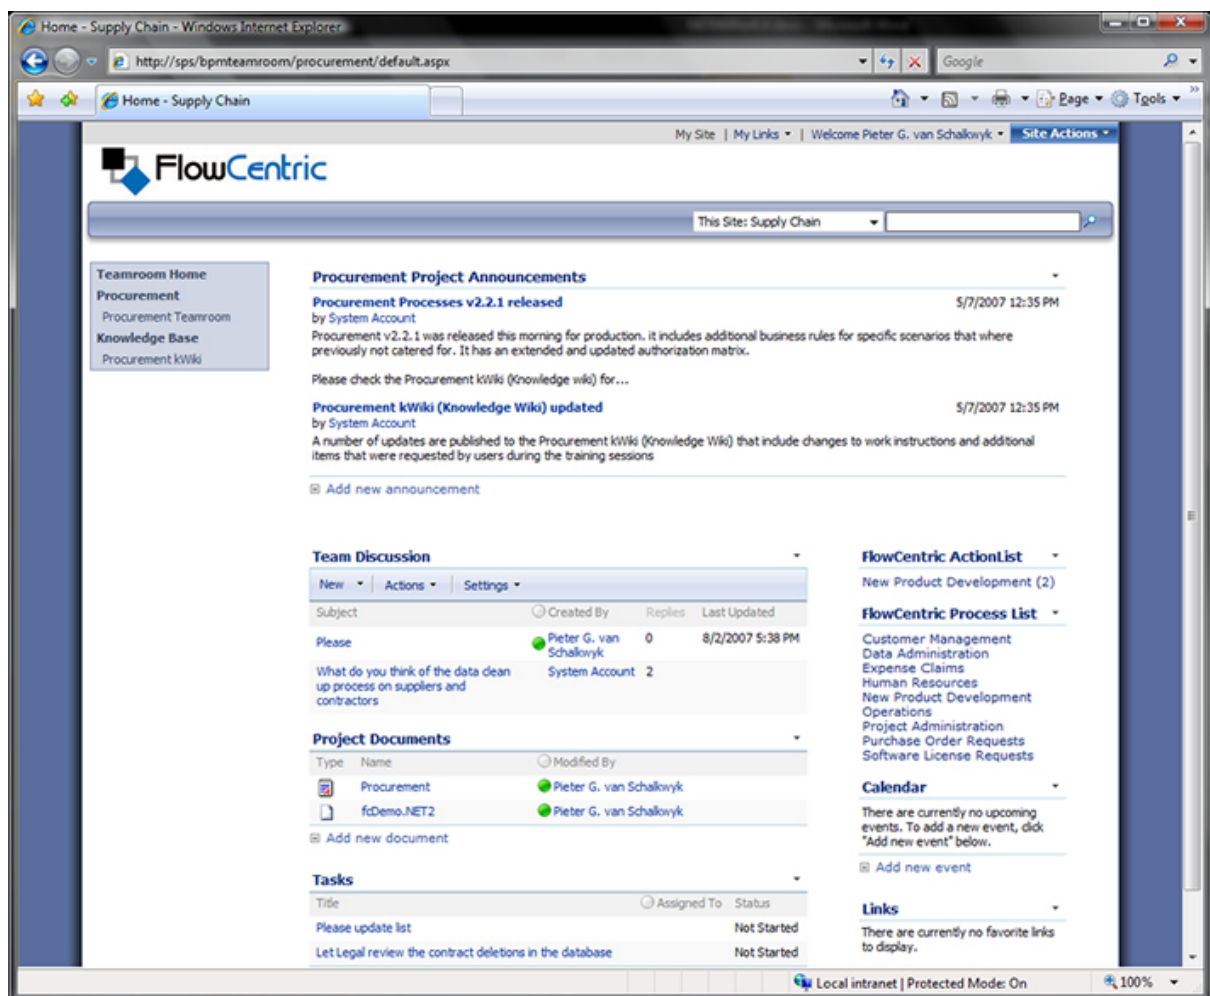 Home - Supply Chain - Windows Internet Explorer
http://sps/bpmteamroom/procurement/default.aspx
Google
Home - Supply Chain
Page
Tools
My Site | My Links | Welcome Pieter G. van Schalkwyk
Site Actions
FlowCentric
This Site: Supply Chain
Teamroom Home
Procurement
Procurement Teamroom
Knowledge Base
Procurement kWiki
Procurement Project Announcements
Procurement Processes v2.2.1 released 5/7/2007 12:35 PM
by System Account
Procurement v2.2.1 was released this morning for production. it includes additional business rules for specific scenarios that where
previously not catered for. It has an extended and updated authorization matrix.
Please check the Procurement kWiki (Knowledge wiki) for...
Procurement kWiki (Knowledge Wiki) updated 5/7/2007 12:35 PM
by System Account
A number of updates are published to the Procurement kWiki (Knowledge Wiki) that include changes to work instructions and additional
items that were requested by users during the training sessions
Add new announcement
Team Discussion
New Actions Settings
Subject Created By Replies Last Updated
Please Pieter G. van 0 8/2/2007 5:38 PM
Schalkwyk
What do you think of the data clean System Account 2
up process on suppliers and
contractors
Project Documents
Type Name Modified By
Procurement Pieter G. van Schalkwyk
fcDemo.NET2 Pieter G. van Schalkwyk
Add new document
Tasks
Title Assigned To Status
Please update list Not Started
Let Legal review the contract deletions in the database Not Started
FlowCentric ActionList
New Product Development (2)
FlowCentric Process List
Customer Management
Data Administration
Expense Claims
Human Resources
New Product Development
Operations
Project Administration
Purchase Order Requests
Software License Requests
Calendar
There are currently no upcoming
events. To add a new event, click
"Add new event" below.
Add new event
Links
There are currently no favorite links
to display.
Local intranet | Protected Mode: On
100%